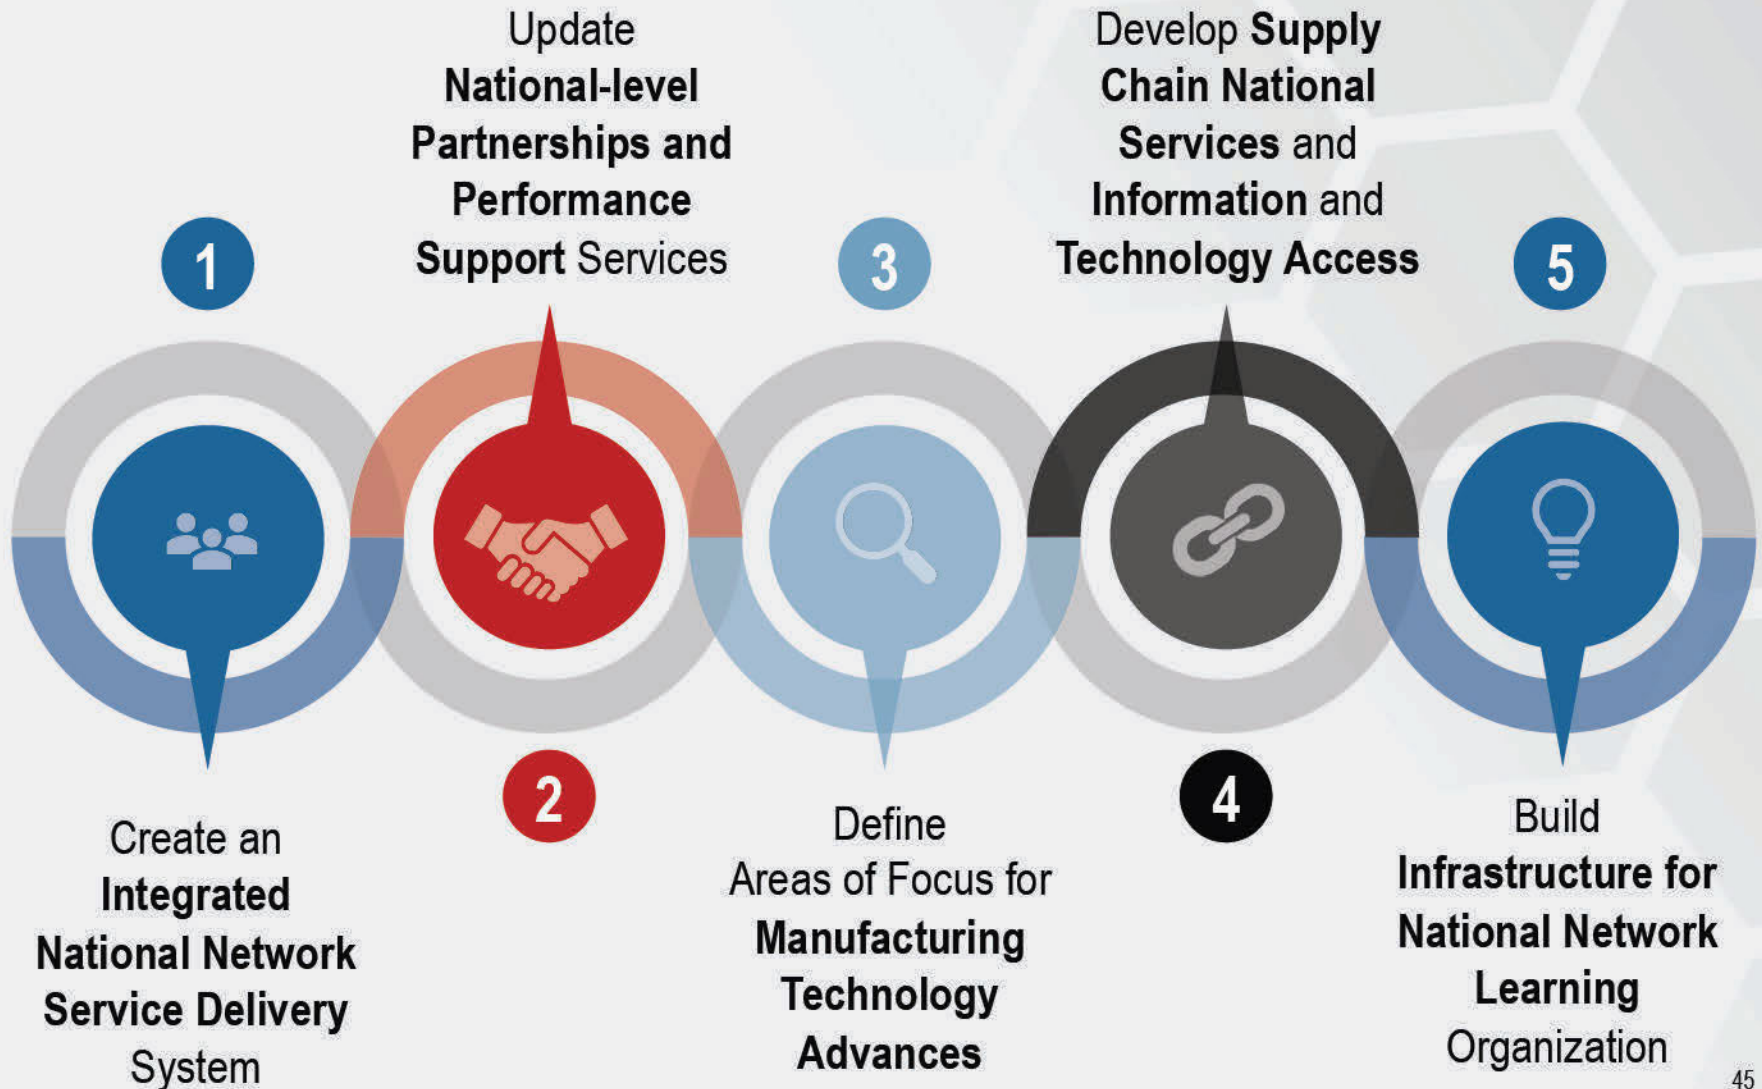 1
Create an
Integrated
National Network
Service Delivery
System
Update
National-level
Partnerships and
Performance
Support Services
2
3
Define
Areas of Focus for
Manufacturing
Technology
Advances
Develop Supply
Chain National
Services and
Information and
Technology Access
4
5
Build
Infrastructure for
National Network
Learning
Organization
45